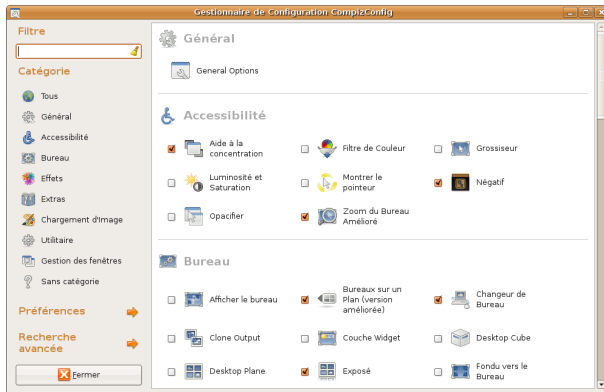 Gestionnaire de Configuration CompizConfig
Filtre
Catégorie
Tous
Général
Accessibilité
Bureau
Effets
Extras
Chargement d'Image
Utilitaire
Gestion des fenêtres
Sans catégorie
Préférences
Recherche
avancée
Fermer
Général
General Options
Accessibilité
Aide à la
concentration
Filtre de Couleur
Grossiseur
Luminosité et
Saturation
Montrer le
pointeur
Négatif
Opacifier
Zoom du Bureau
Amélioré
Bureau
Afficher le bureau
Bureaux sur un
Plan (version
améliorée)
Changeur de
Bureau
Clone Output
Couche Widget
Desktop Cube
Desktop Plane
Exposé
Fondu vers le
Bureau